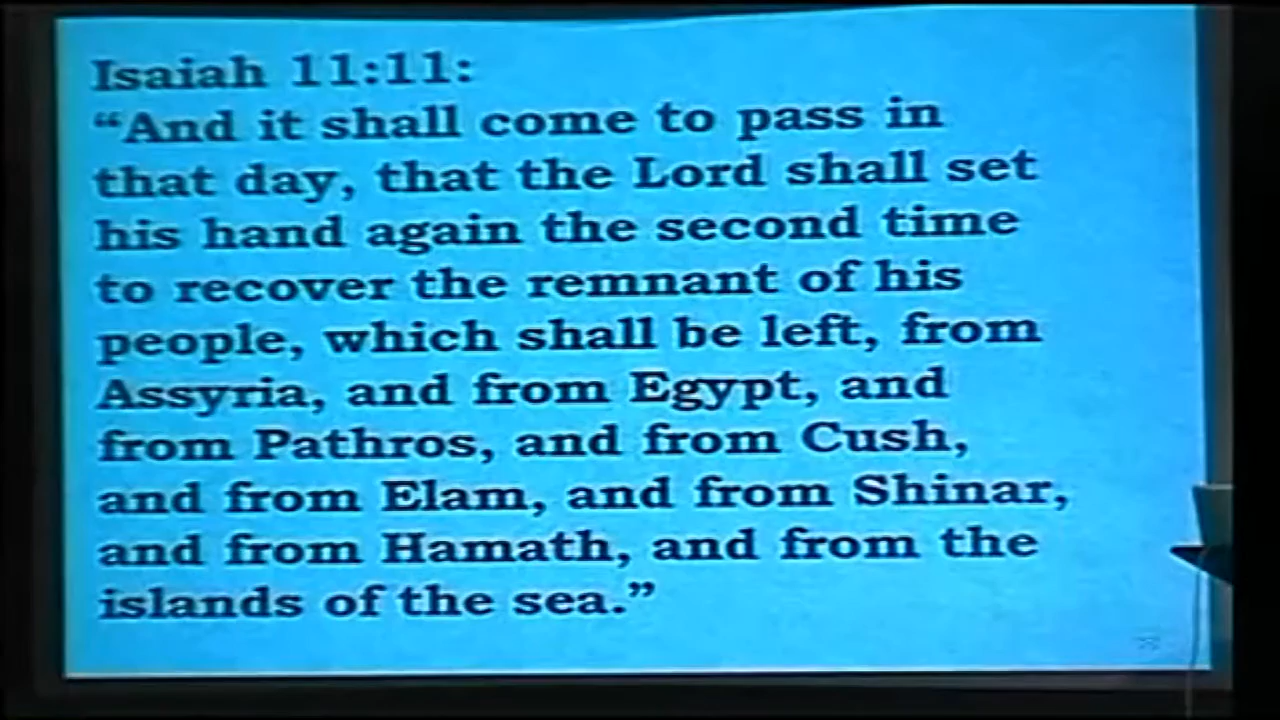 Isaiah 11:11:
“And it shall come to pass in
that day, that the Lord shall set
his hand again the second time
to recover the remnant of his
people, which shall be left, from
Assyria, and from Egypt, and
from Pathros, and from Cush,
and from Elam, and from Shinar,
and from Hamath, and from the
islands of the sea.”